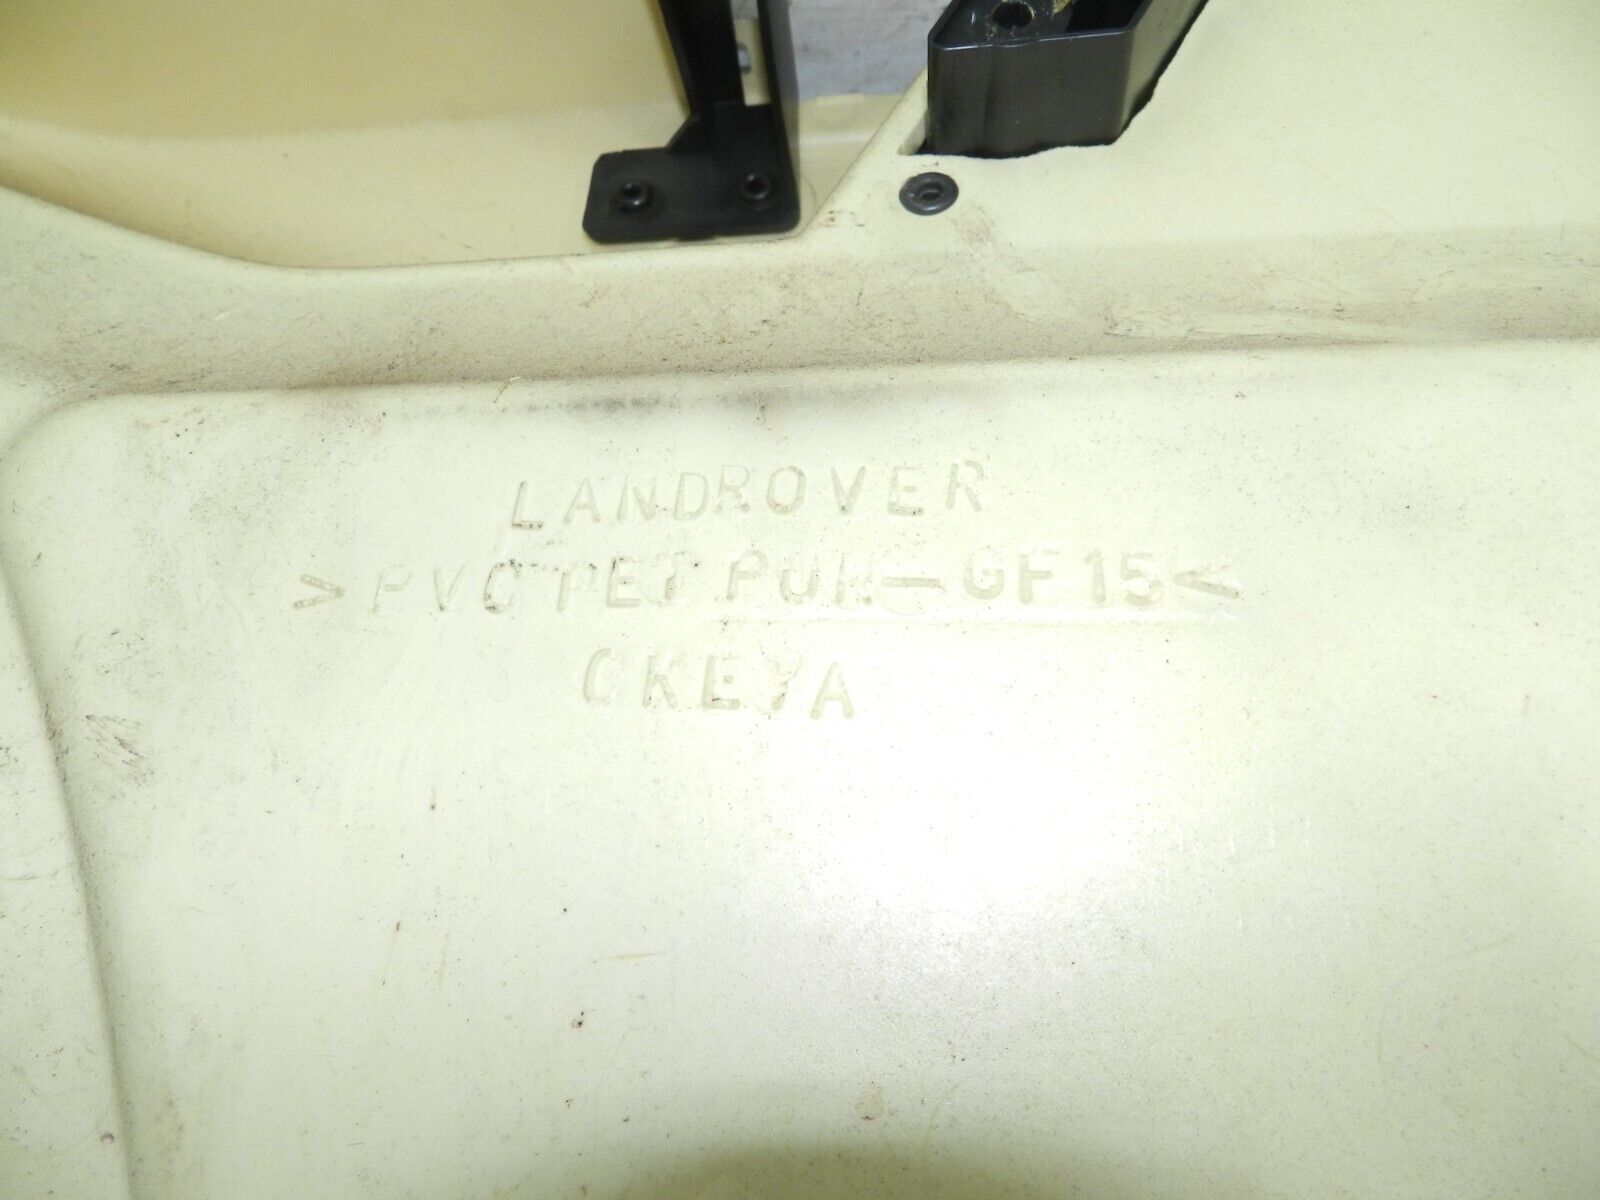 LANDROVER
>PVC PET PUR-GF15<
CKEYA